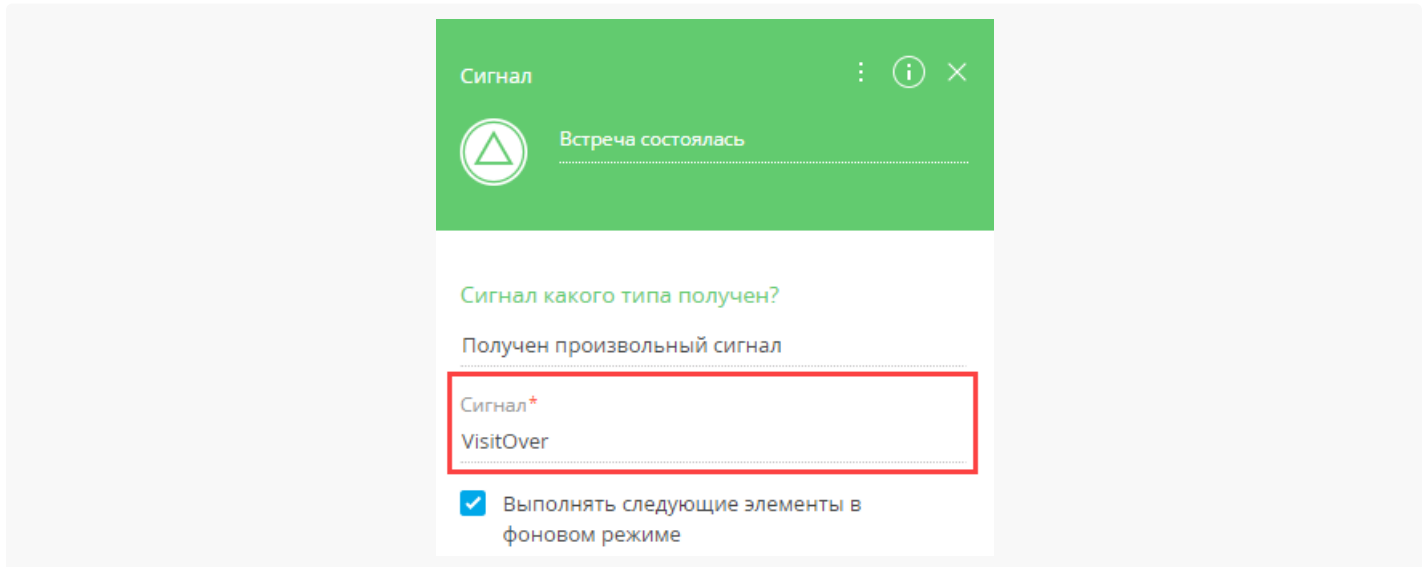 Сигнал
Встреча состоялась
Сигнал какого типа получен?
Получен произвольный сигнал
Сигнал*
VisitOver
Выполнять следующие элементы в
фоновом режиме